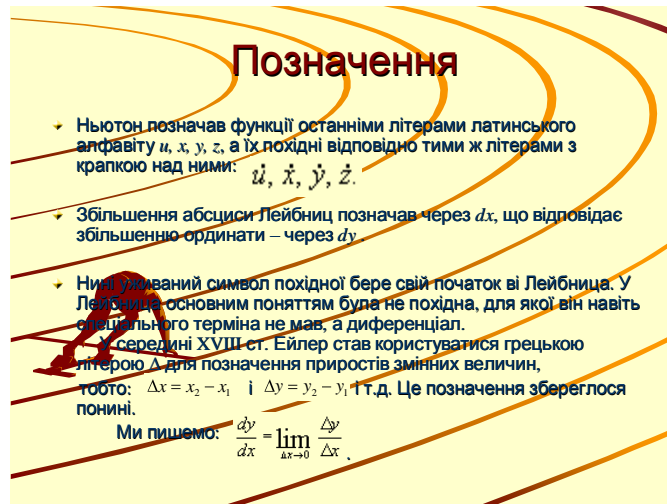 Позначення
Ньютон позначав функції останніми літерами латинського
алфавіту u, x, y, z, а їх похідні відповідно тими ж літерами з
крапкою над ними: u̇, ẋ, ẏ, ż.
Збільшення абсциси Лейбниц позначав через dx, що відповідає
збільшенню ординати – через dy .
Нині уживаний символ похідної бере свій початок ві Лейбница. У
Лейбница основним поняттям була не похідна, для якої він навіть
спеціального терміна не мав, а диференціал.
У середині XVIII ст. Ейлер став користуватися грецькою
літерою Δ для позначення приростів змінних величин,
тобто: Δx = x₂ − x₁ і Δy = y₂ − y₁ і т.д. Це позначення збереглося
понині.
Ми пишемо: dy/dx = lim Δx→0 Δy/Δx .